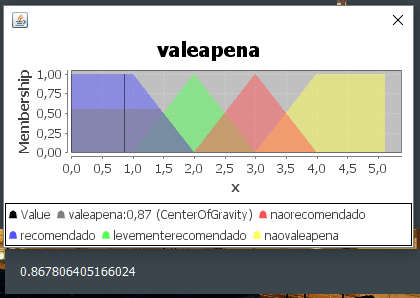 valeapena
1,00
0,75
0,50
0,25
0,00
Membership
0,0 0,5 1,0 1,5 2,0 2,5 3,0 3,5 4,0 4,5 5,0
x
Value valeapena:0,87 (CenterOfGravity) naorecomendado
recomendado levementerecomendado naovaleapena
0.867806405166024